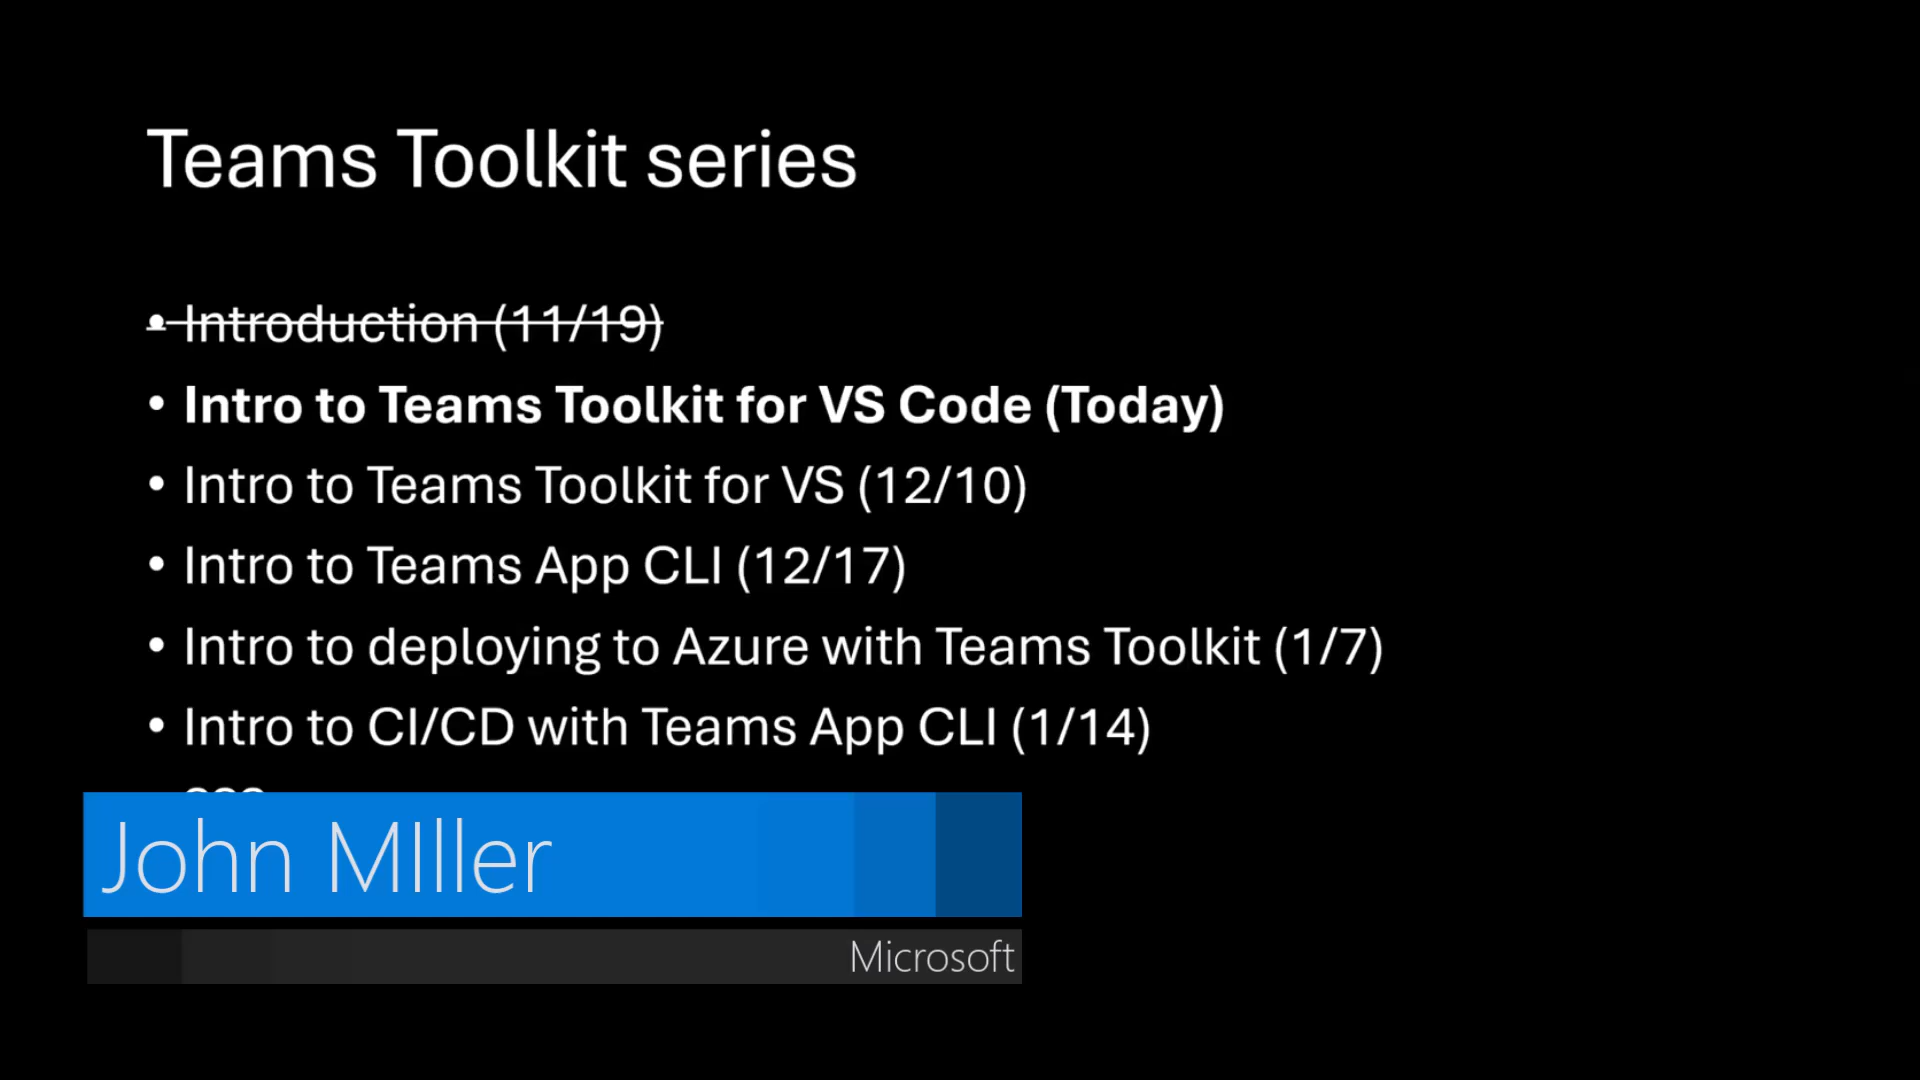 Teams Toolkit series
• Introduction (11/19)
• Intro to Teams Toolkit for VS Code (Today)
• Intro to Teams Toolkit for VS (12/10)
• Intro to Teams App CLI (12/17)
• Intro to deploying to Azure with Teams Toolkit (1/7)
• Intro to CI/CD with Teams App CLI (1/14)
John MIller
Microsoft